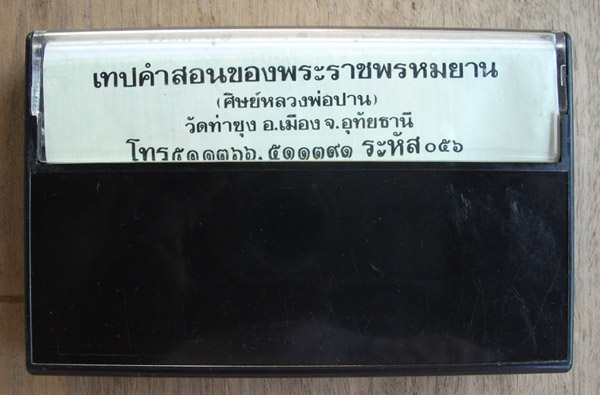 เทปคำสอนของพระราชพรหมยาน
(ศิษย์หลวงพ่อปาน)
วัดท่าซุง อ.เมือง จ.อุทัยธานี
โทร๕๑๑๓๖๖. ๕๑๑๓๙๑ ระหัส ๐๕๖